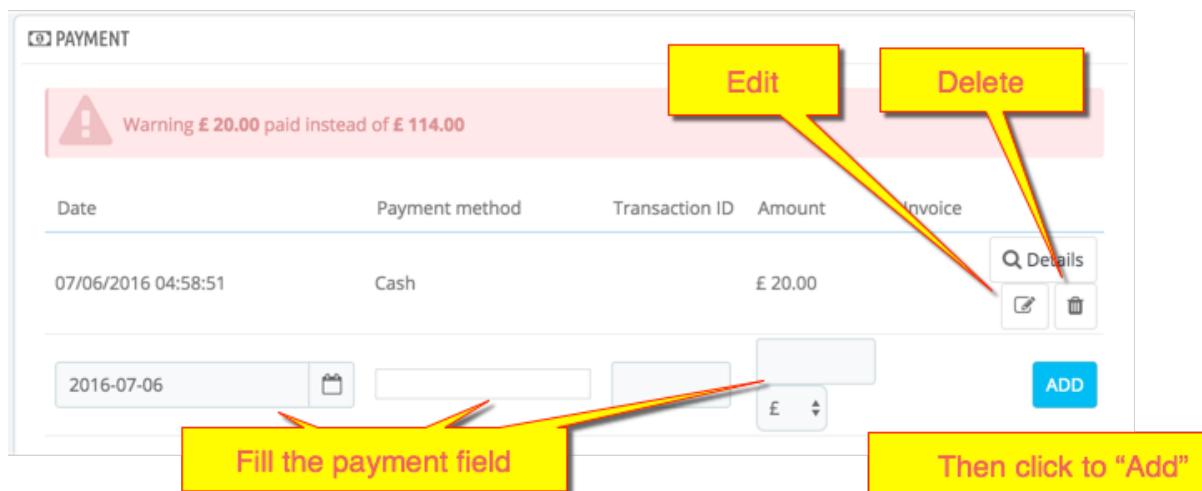 PAYMENT
Edit
Delete
Warning £ 20.00 paid instead of £ 114.00
Date Payment method Transaction ID Amount Invoice
Details
07/06/2016 04:58:51 Cash £ 20.00
2016-07-06
ADD
£
Fill the payment field
Then click to “Add”